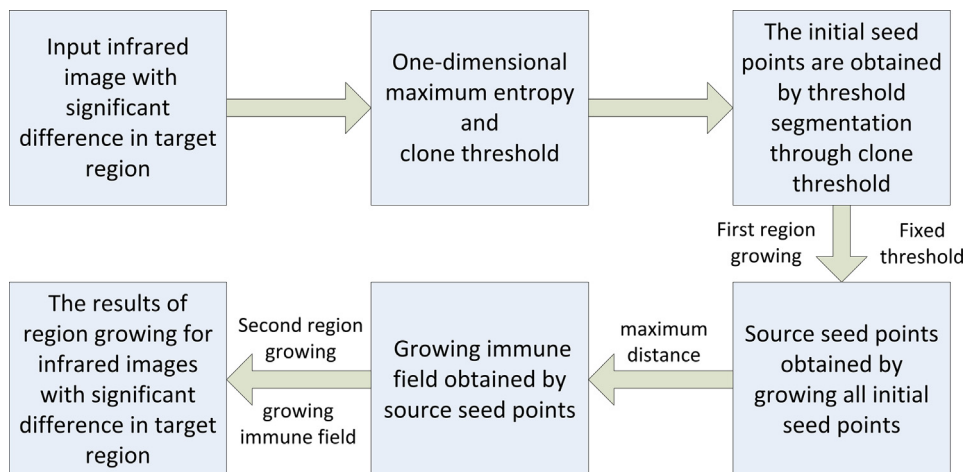 Input infrared
image with
significant
difference in target
region
One-dimensional
maximum entropy
and
clone threshold
The initial seed
points are obtained
by threshold
segmentation
through clone
threshold
First region
growing
Fixed
threshold
Source seed points
obtained by
growing all initial
seed points
maximum
distance
Growing immune
field obtained by
source seed points
Second region
growing
growing
immune field
The results of
region growing for
infrared images
with significant
difference in target
region